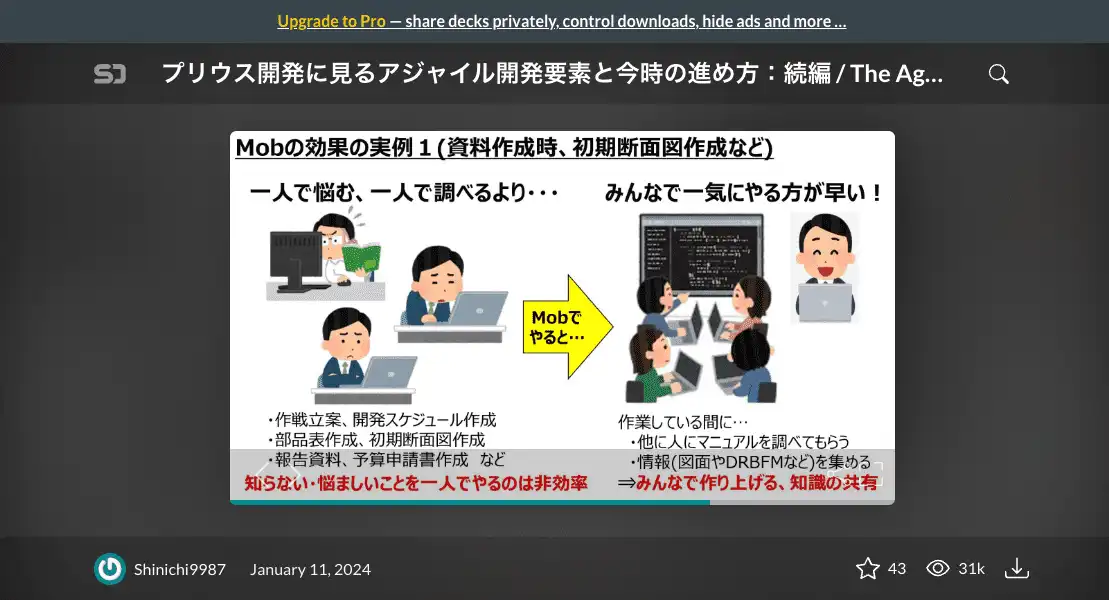 Upgrade to Pro — share decks privately, control downloads, hide ads and more …
プリウス開発に見るアジャイル開発要素と今時の進め方：続編 / The Ag…
Mobの効果の実例１(資料作成時、初期断面図作成など)
一人で悩む、一人で調べるより・・・
みんなで一気にやる方が早い！
Mobで
やると…
・作戦立案、開発スケジュール作成
・部品表作成、初期断面図作成
・報告資料、予算申請書作成　など
知らない・悩ましいことを一人でやるのは非効率
作業している間に…
・他に人にマニュアルを調べてもらう
・情報(図面やDRBFMなど)を集める
⇒みんなで作り上げる、知識の共有
Shinichi9987
January 11, 2024
43
31k